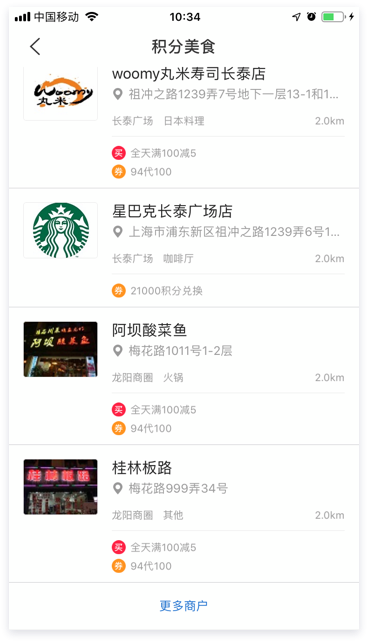 中国移动
10:34
积分美食
woomy
丸米
woomy丸米寿司长泰店
祖冲之路1239弄7号地下一层13-1和1...
长泰广场 日本料理 2.0km
买 全天满100减5
券 94代100
星巴克长泰广场店
上海市浦东新区祖冲之路1239弄6号1...
长泰广场 咖啡厅 2.0km
券 21000积分兑换
阿坝酸菜鱼
阿坝酸菜鱼
梅花路1011号1-2层
龙阳商圈 火锅 2.0km
买 全天满100减5
券 94代100
桂林板路
梅花路999弄34号
龙阳商圈 其他 2.0km
买 全天满100减5
券 94代100
更多商户